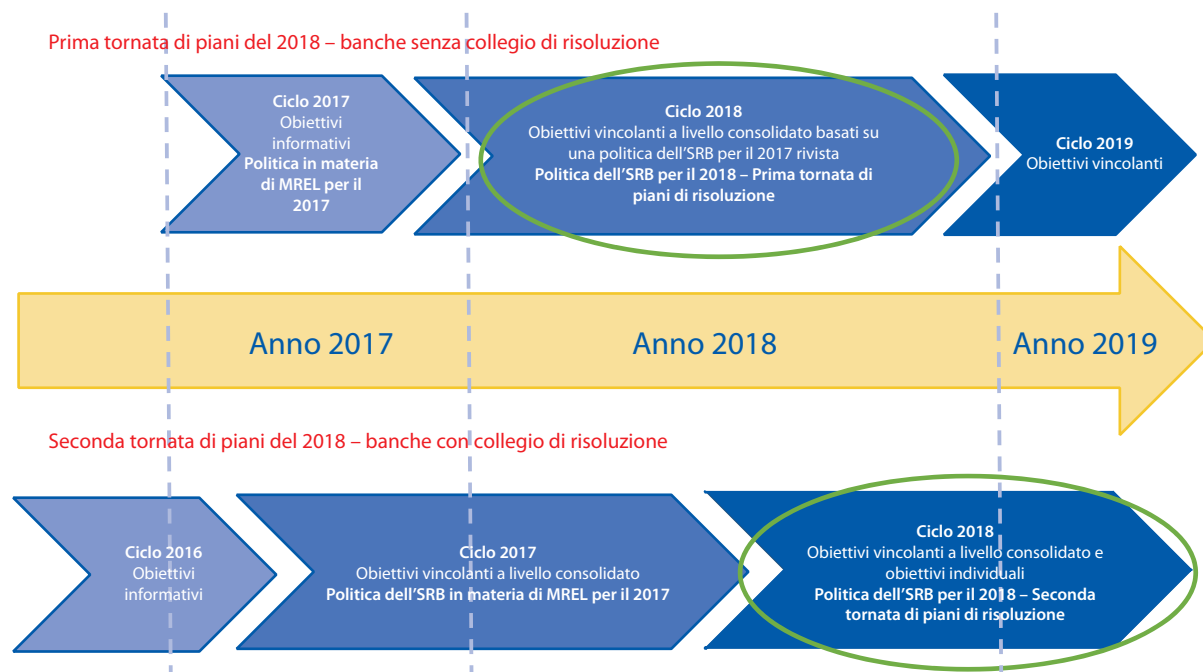 Prima tornata di piani del 2018 – banche senza collegio di risoluzione
Ciclo 2017
Obiettivi
informativi
Politica in materia
di MREL per il
2017
Ciclo 2018
Obiettivi vincolanti a livello consolidato basati su
una politica dell'SRB per il 2017 rivista
Politica dell'SRB per il 2018 – Prima tornata di
piani di risoluzione
Ciclo 2019
Obiettivi vincolanti
Anno 2017
Anno 2018
Anno 2019
Seconda tornata di piani del 2018 – banche con collegio di risoluzione
Ciclo 2016
Obiettivi
informativi
Ciclo 2017
Obiettivi vincolanti a livello consolidato
Politica dell'SRB in materia di MREL per il 2017
Ciclo 2018
Obiettivi vincolanti a livello consolidato e
obiettivi individuali
Politica dell'SRB per il 2018 – Seconda
tornata di piani di risoluzione